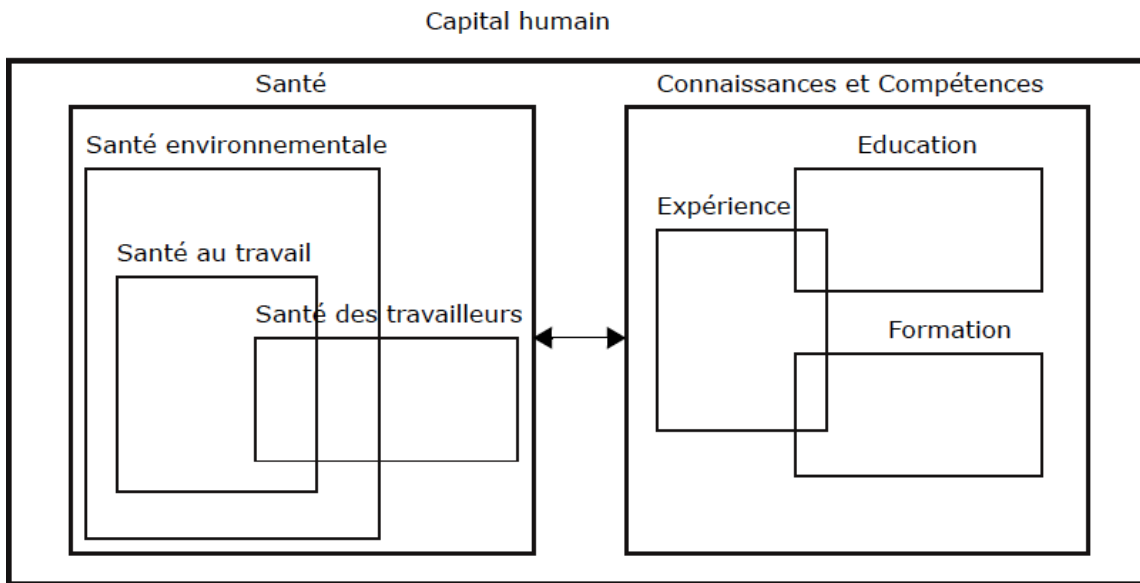 Capital humain
Santé
Connaissances et Compétences
Santé environnementale
Education
Expérience
Santé au travail
Santé des travailleurs
Formation